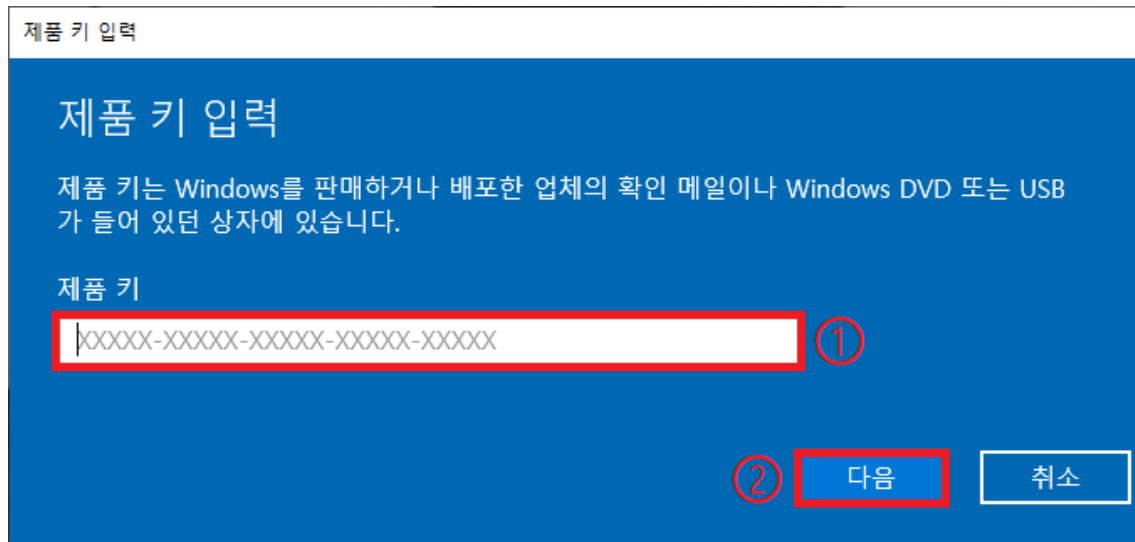 제품 키 입력
제품 키 입력
제품 키는 Windows를 판매하거나 배포한 업체의 확인 메일이나 Windows DVD 또는 USB
가 들어 있던 상자에 있습니다.
제품 키
XXXXX-XXXXX-XXXXX-XXXXX-XXXXX ①
② 다음 취소